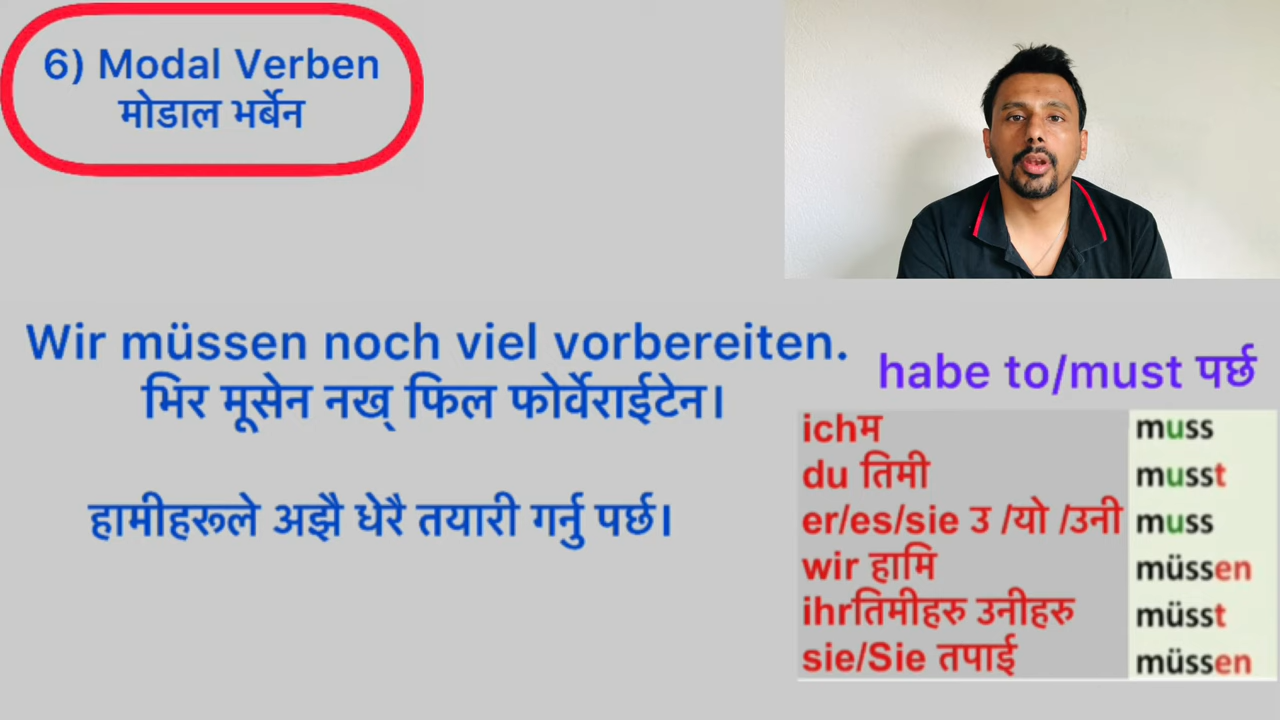 6) Modal Verben
मोडाल भर्बेन
Wir müssen noch viel vorbereiten.
भिर मूसेन नख् फिल फोर्वेराईटेन।
हामीहरूले अझै धेरै तयारी गर्नु पर्छ।
habe to/must पर्छ
ichम muss
du तिमी musst
er/es/sie उ /यो /उनी muss
wir हामि müssen
ihrतिमीहरु उनीहरु müsst
sie/Sie तपाई müssen